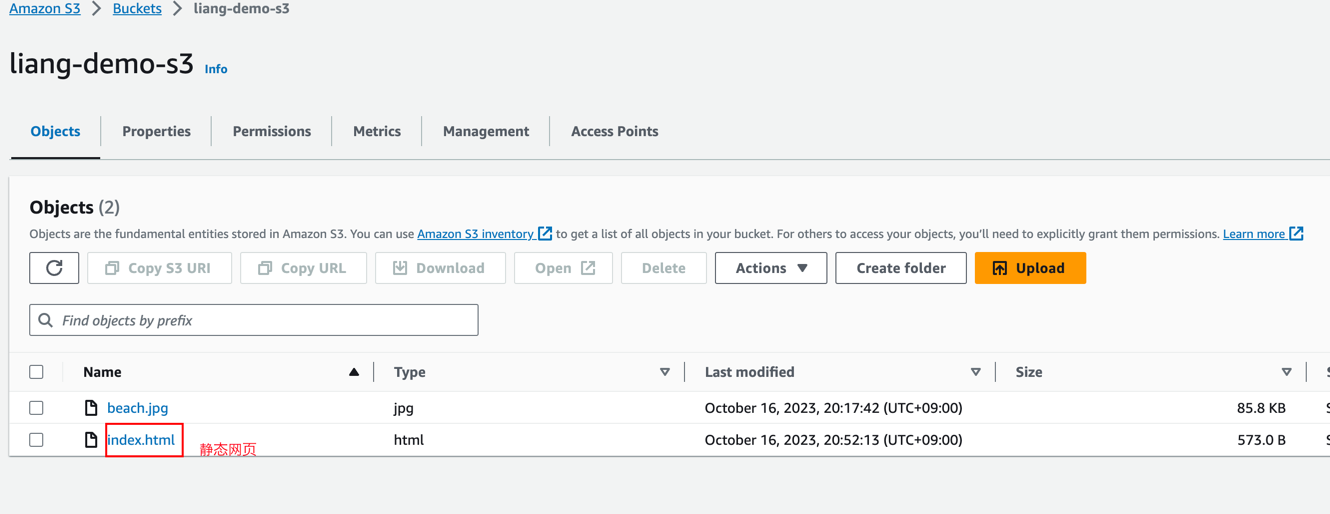 Amazon S3 > Buckets > liang-demo-s3
liang-demo-s3 Info
Objects Properties Permissions Metrics Management Access Points
Objects (2)
Objects are the fundamental entities stored in Amazon S3. You can use Amazon S3 inventory to get a list of all objects in your bucket. For others to access your objects, you'll need to explicitly grant them permissions. Learn more
Copy S3 URI Copy URL Download Open Delete Actions Create folder Upload
Find objects by prefix
Name Type Last modified Size
beach.jpg jpg October 16, 2023, 20:17:42 (UTC+09:00) 85.8 KB
index.html html October 16, 2023, 20:52:13 (UTC+09:00) 573.0 B
静态网页